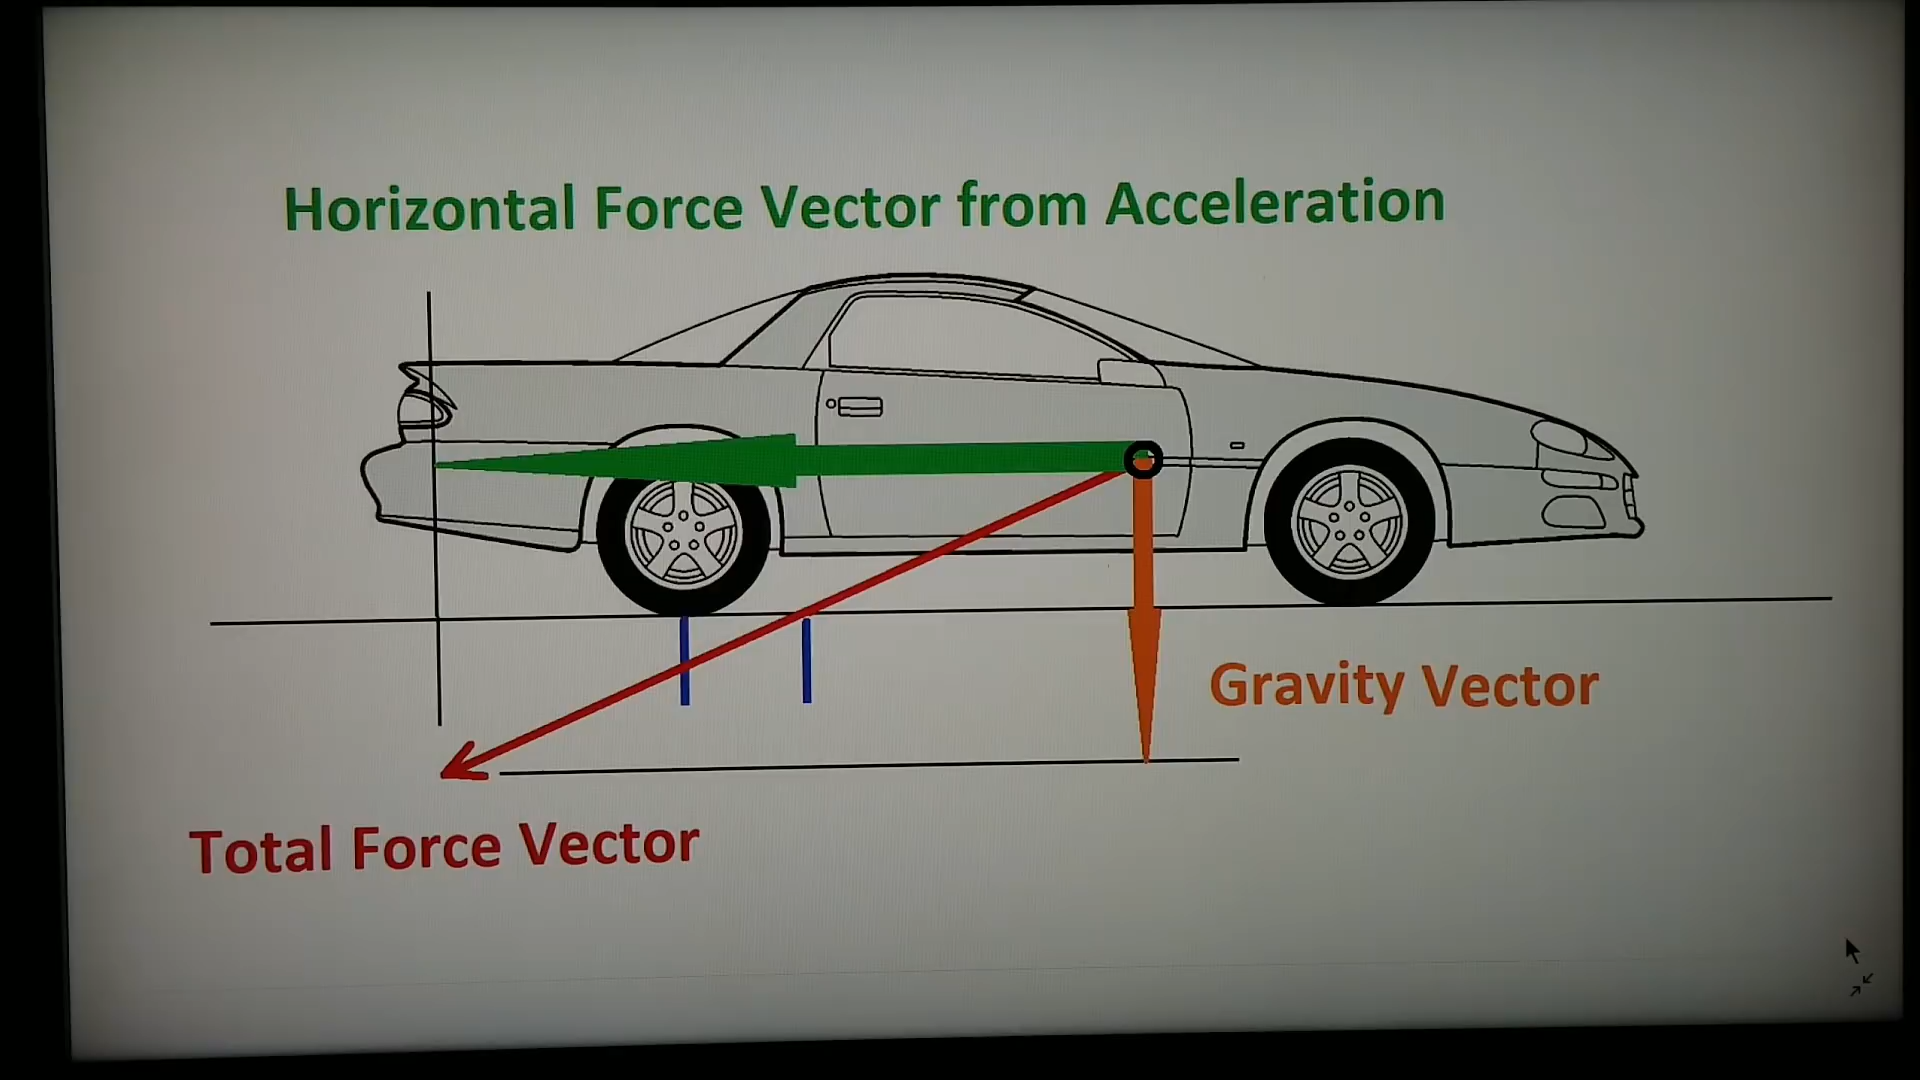 Horizontal Force Vector from Acceleration
Gravity Vector
Total Force Vector